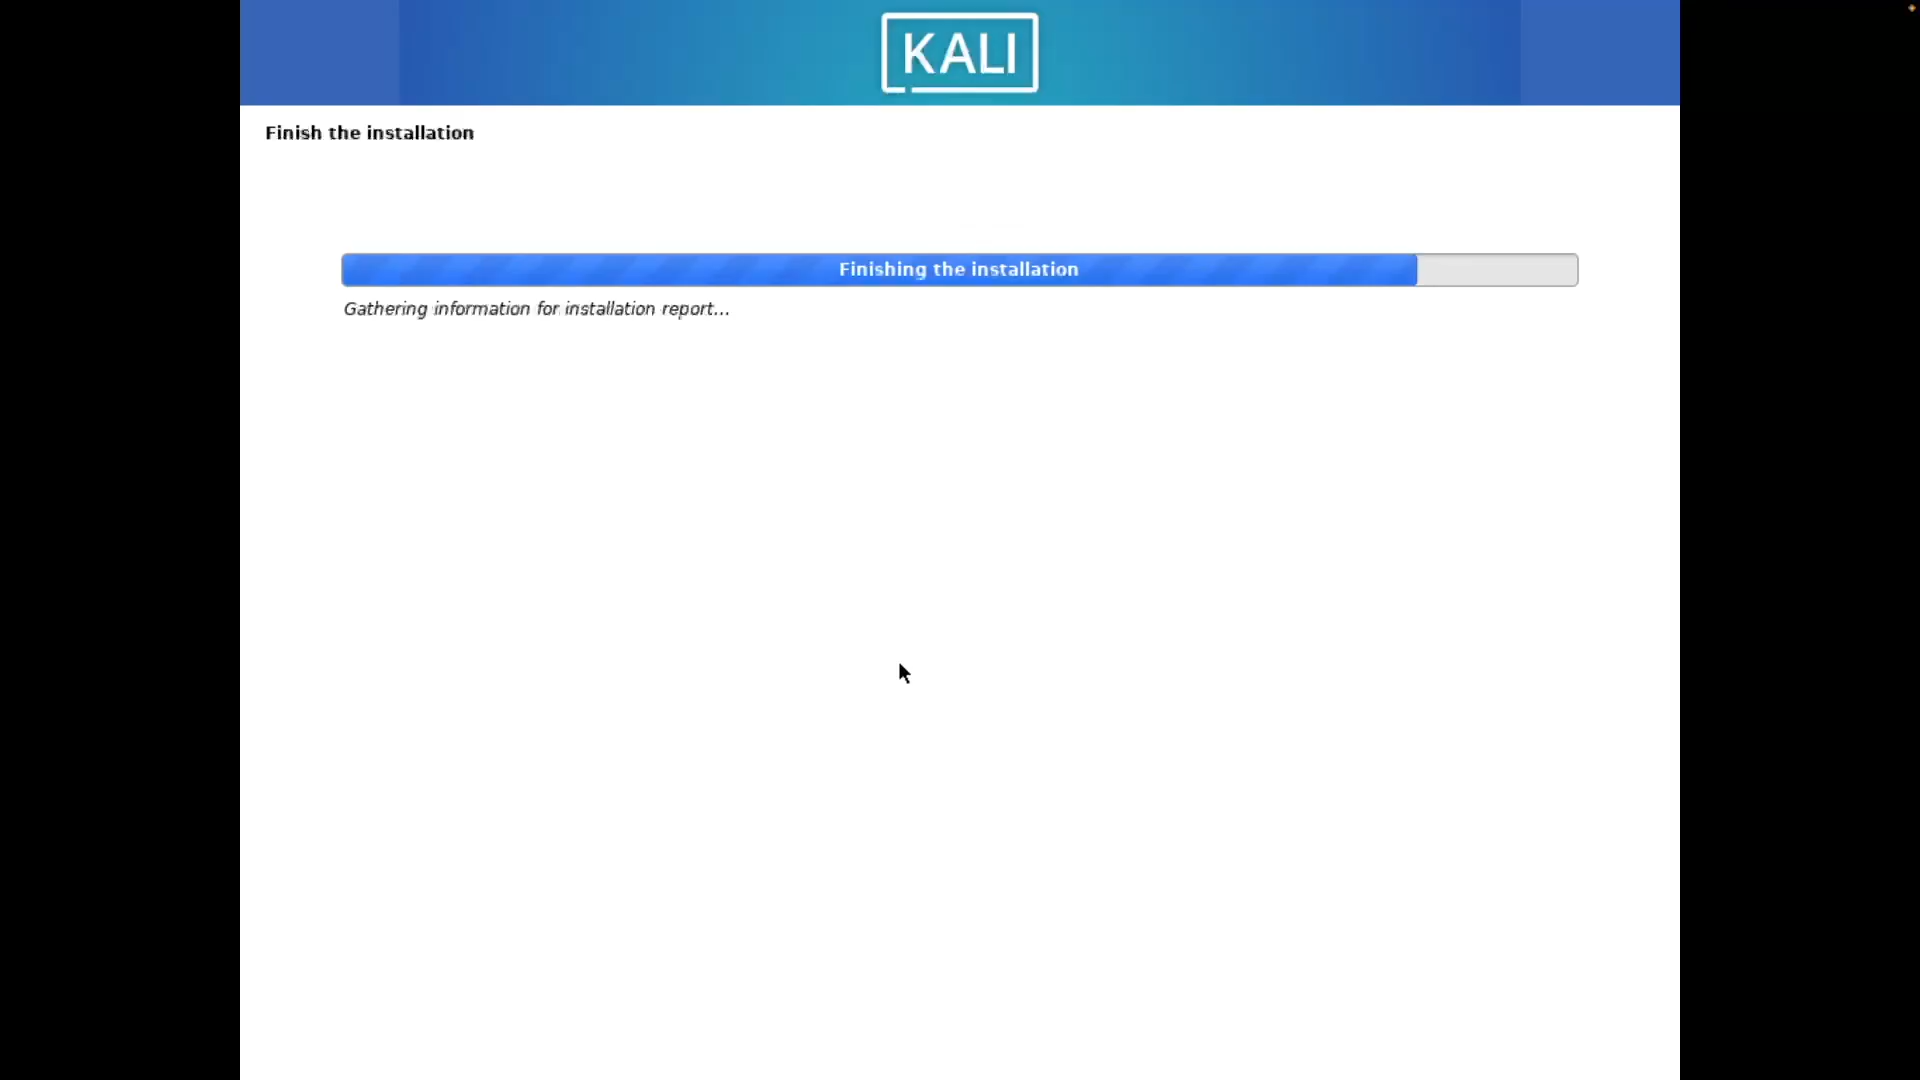 KALI
Finish the installation
Finishing the installation
Gathering information for installation report...